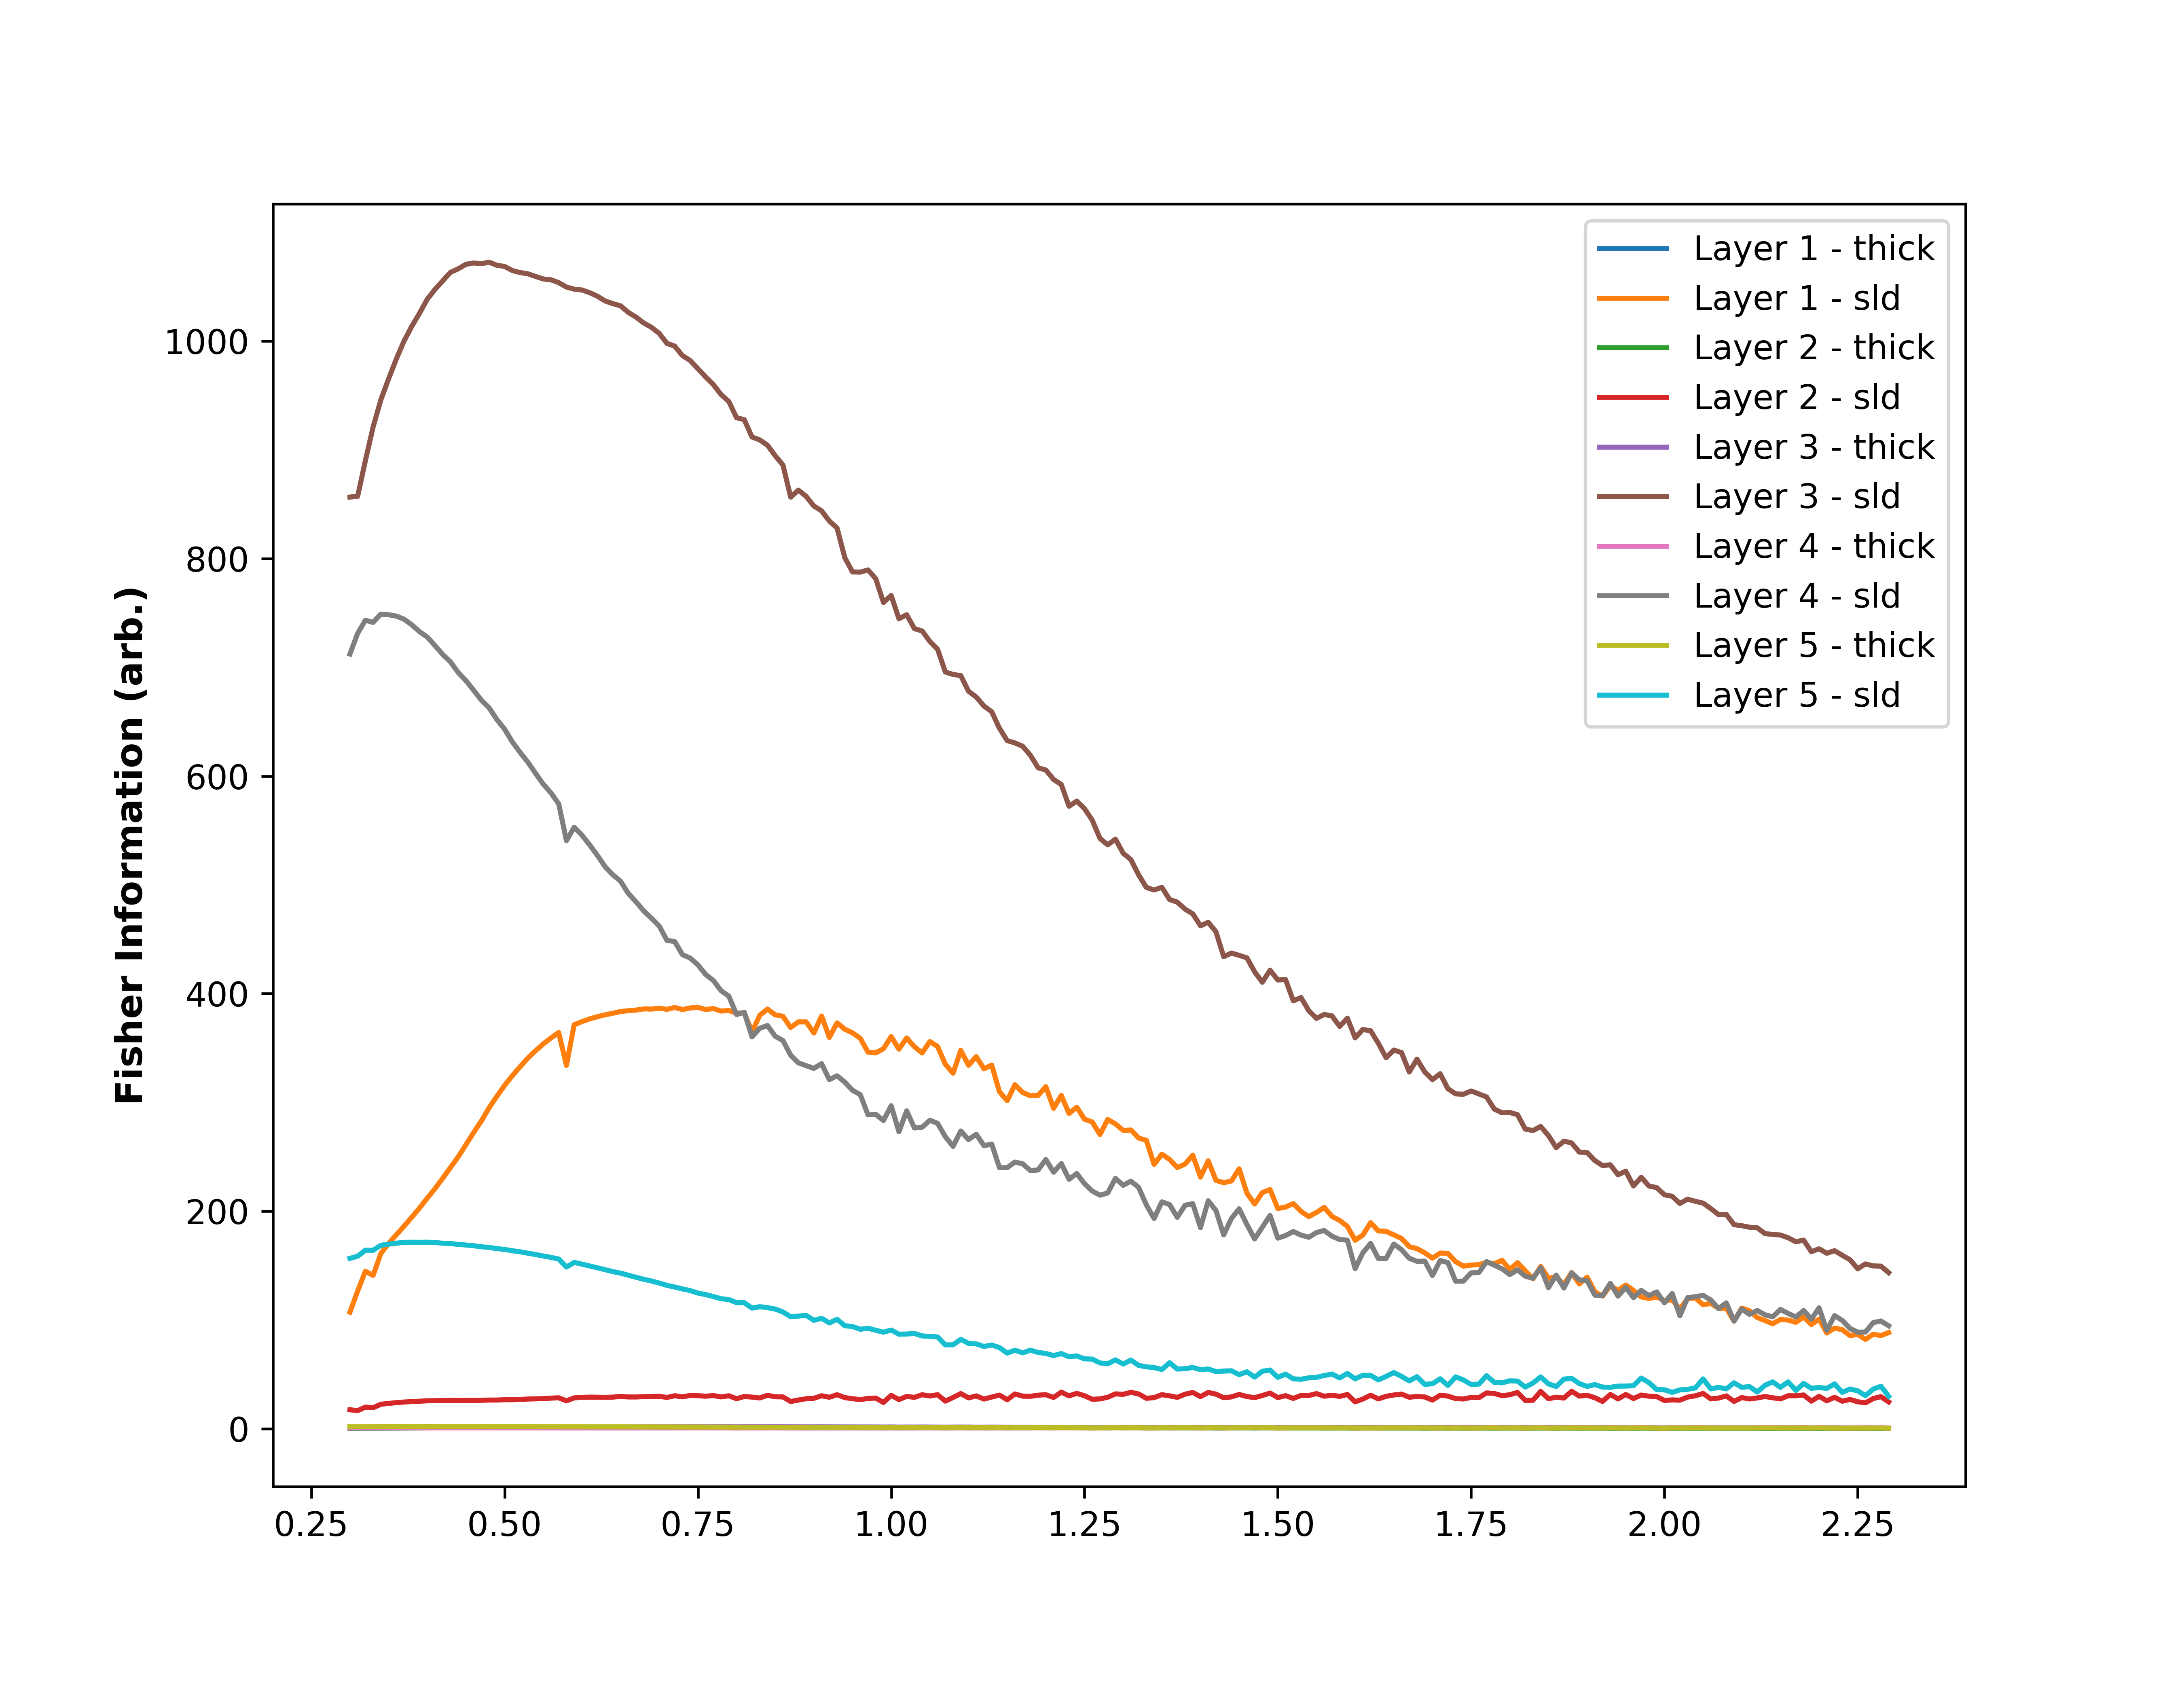 Fisher Information (arb.)
1000
800
600
400
200
0
0.25 0.50 0.75 1.00 1.25 1.50 1.75 2.00 2.25
Layer 1 - thick
Layer 1 - sld
Layer 2 - thick
Layer 2 - sld
Layer 3 - thick
Layer 3 - sld
Layer 4 - thick
Layer 4 - sld
Layer 5 - thick
Layer 5 - sld